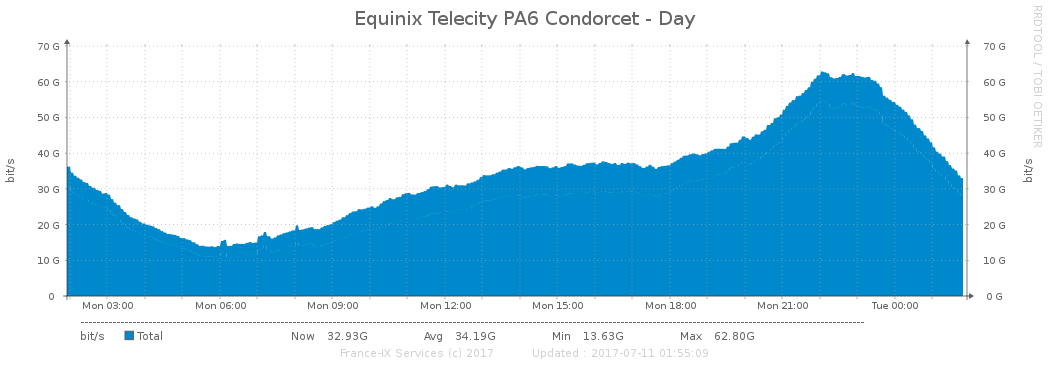 Equinix Telecity PA6 Condorcet - Day
RRDTOOL / TOBI OETIKER
70 G 70 G
60 G 60 G
50 G 50 G
40 G 40 G
30 G 30 G
20 G 20 G
10 G 10 G
0 0 G
bit/s bit/s
Mon 03:00 Mon 06:00 Mon 09:00 Mon 12:00 Mon 15:00 Mon 18:00 Mon 21:00 Tue 00:00
bit/s Total Now 32.93G Avg 34.19G Min 13.63G Max 62.80G
France-IX Services (c) 2017 Updated : 2017-07-11 01:55:09